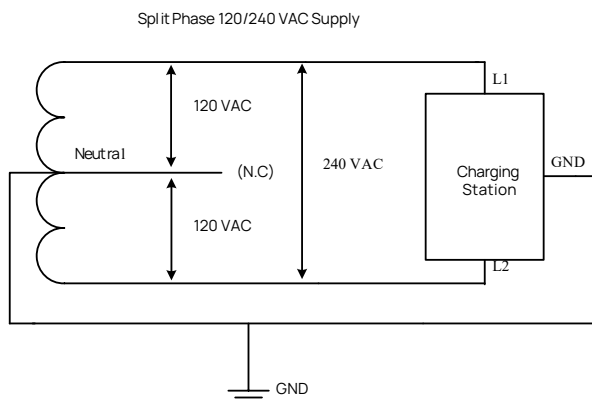 Split Phase 120/240 VAC Supply
L1
120 VAC
Neutral
(N.C)
240 VAC
Charging
Station
GND
120 VAC
L2
GND